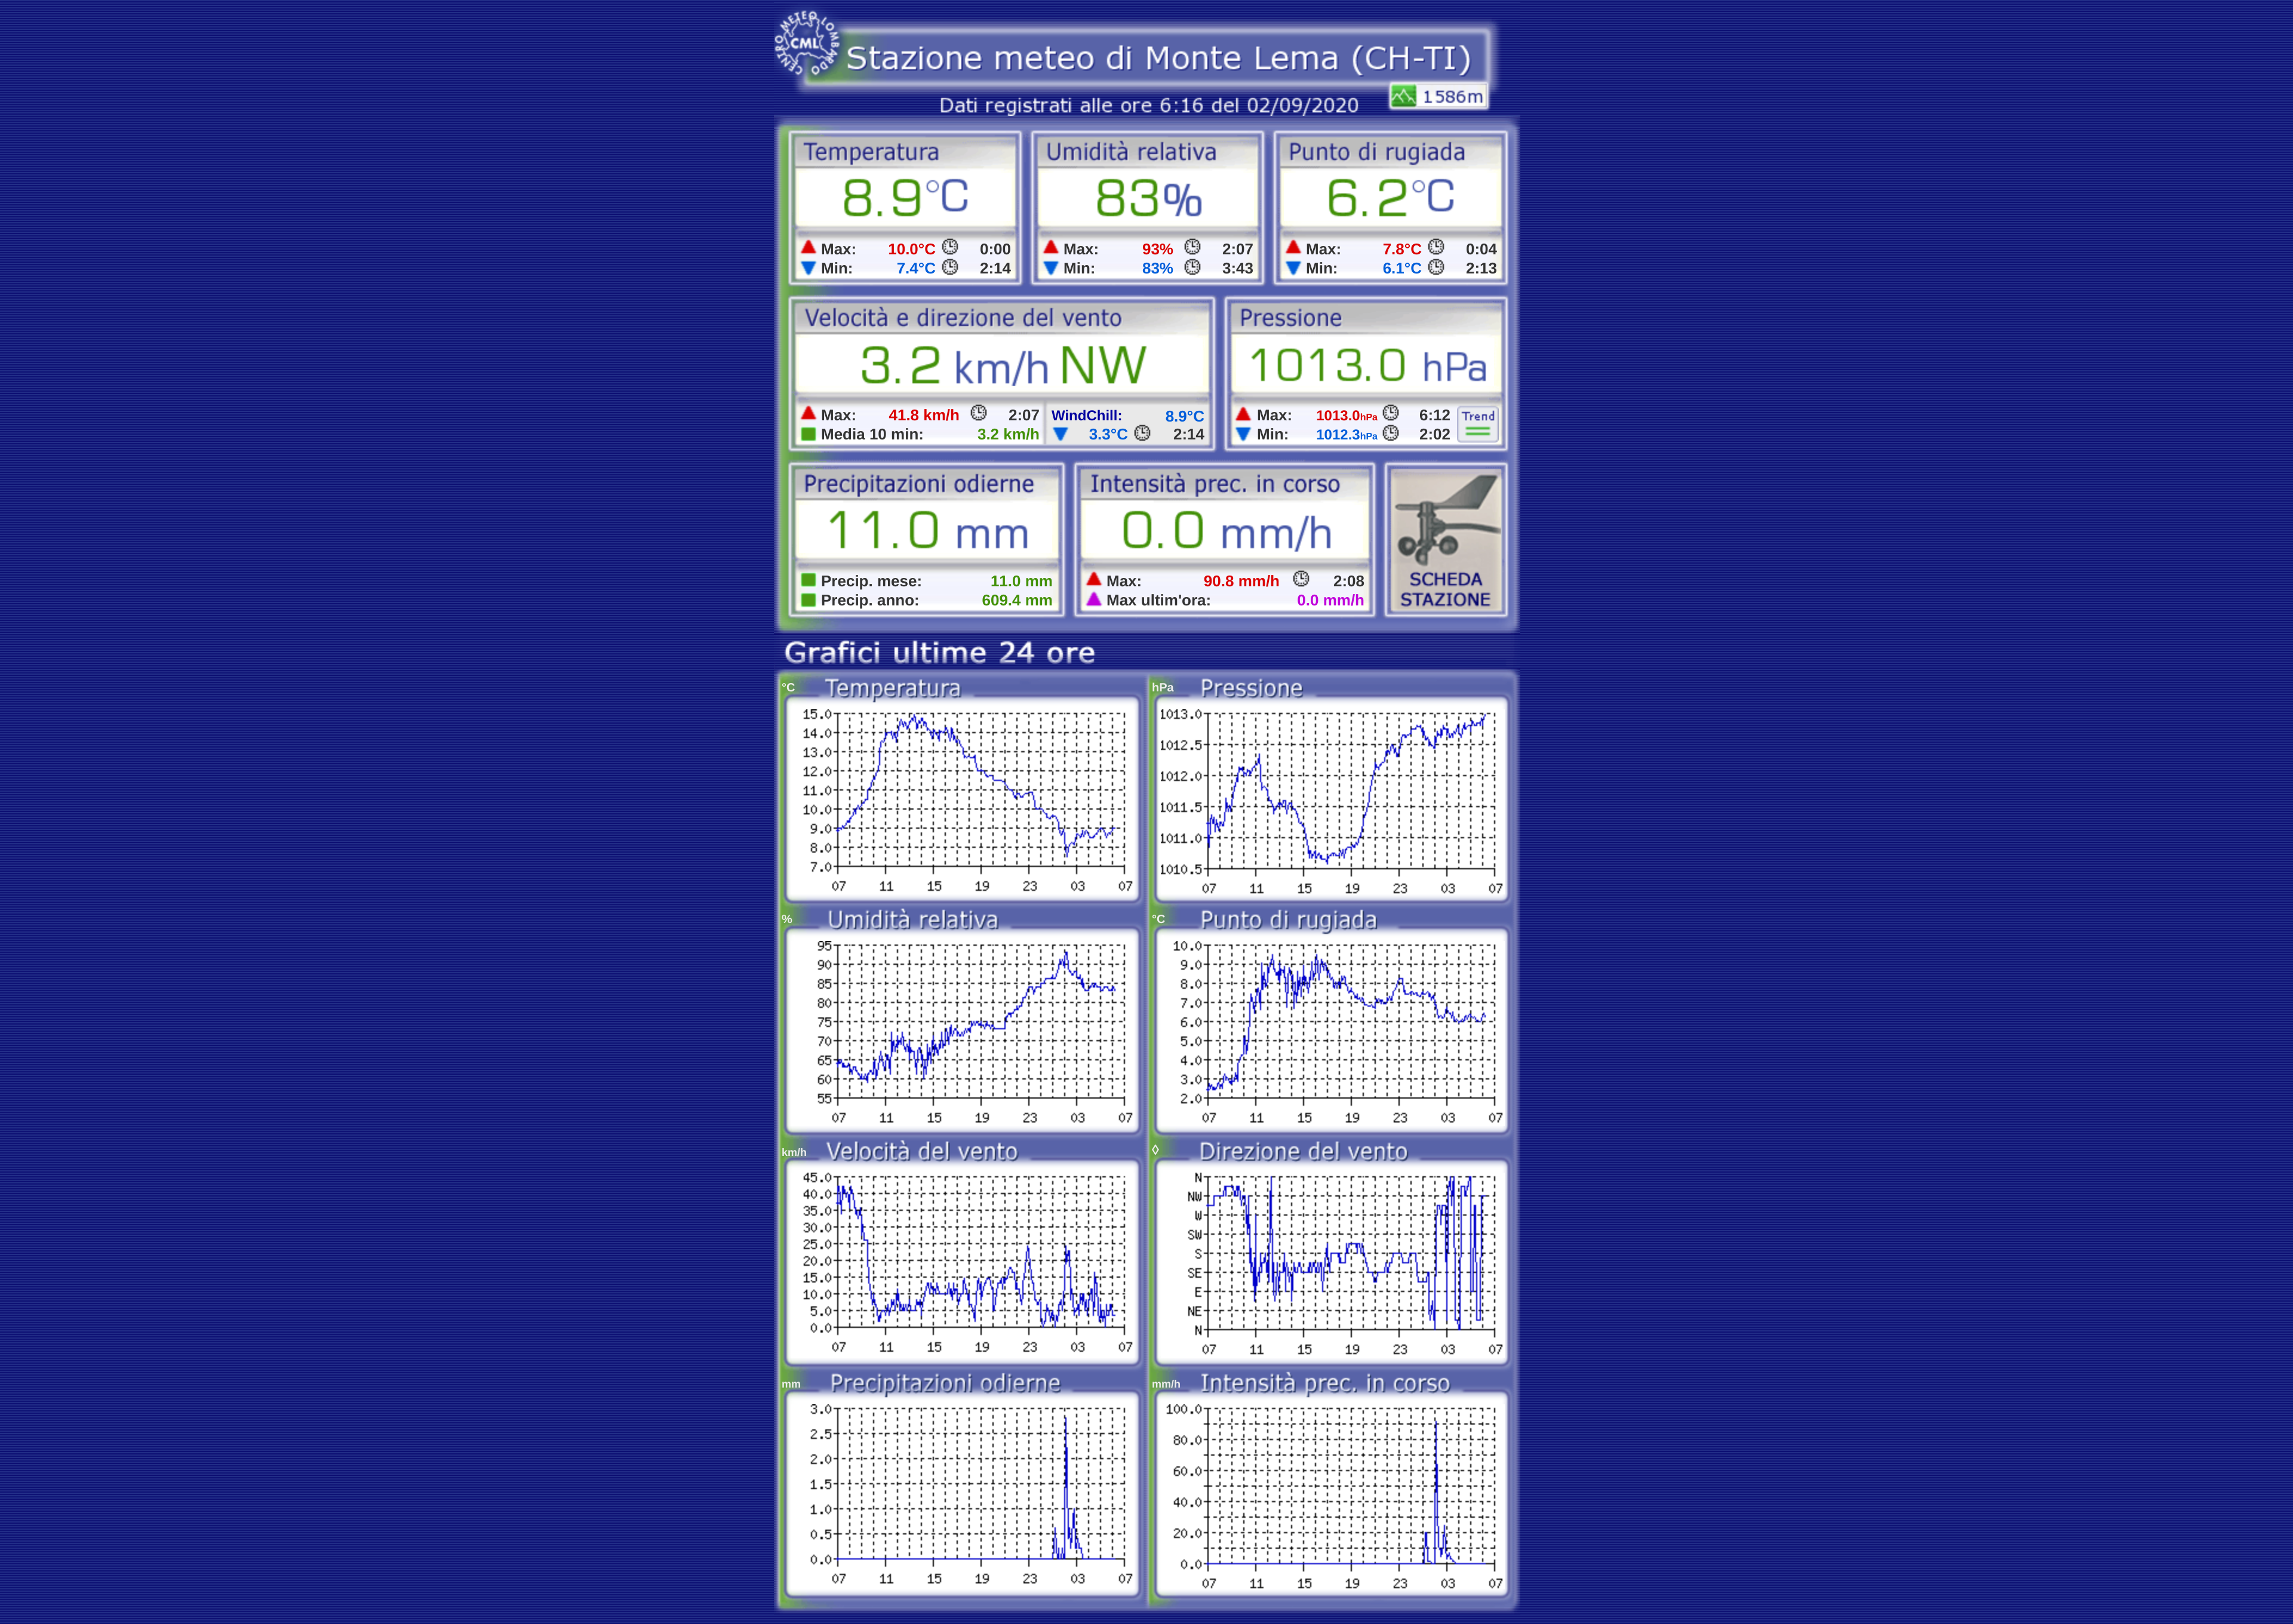 CENTRO METEO LOMBARDO
CML
Stazione meteo di Monte Lema (CH-TI)
1586m
Dati registrati alle ore 6:16 del 02/09/2020
Temperatura
8.9°C
Max: 10.0°C 0:00
Min: 7.4°C 2:14
Umidità relativa
83%
Max: 93% 2:07
Min: 83% 3:43
Punto di rugiada
6.2°C
Max: 7.8°C 0:04
Min: 6.1°C 2:13
Velocità e direzione del vento
3.2 km/h NW
Max: 41.8 km/h 2:07
Media 10 min: 3.2 km/h
WindChill: 8.9°C
3.3°C 2:14
Pressione
1013.0 hPa
Max: 1013.0hPa 6:12
Min: 1012.3hPa 2:02
Trend
Precipitazioni odierne
11.0 mm
Precip. mese: 11.0 mm
Precip. anno: 609.4 mm
Intensità prec. in corso
0.0 mm/h
Max: 90.8 mm/h 2:08
Max ultim'ora: 0.0 mm/h
SCHEDA
STAZIONE
Grafici ultime 24 ore
°C Temperatura
15.0
14.0
13.0
12.0
11.0
10.0
9.0
8.0
7.0
07 11 15 19 23 03 07
hPa Pressione
1013.0
1012.5
1012.0
1011.5
1011.0
1010.5
07 11 15 19 23 03 07
% Umidità relativa
95
90
85
80
75
70
65
60
55
07 11 15 19 23 03 07
°C Punto di rugiada
10.0
9.0
8.0
7.0
6.0
5.0
4.0
3.0
2.0
07 11 15 19 23 03 07
km/h Velocità del vento
45.0
40.0
35.0
30.0
25.0
20.0
15.0
10.0
5.0
0.0
07 11 15 19 23 03 07
◊ Direzione del vento
N
NW
W
SW
S
SE
E
NE
N
07 11 15 19 23 03 07
mm Precipitazioni odierne
3.0
2.5
2.0
1.5
1.0
0.5
0.0
07 11 15 19 23 03 07
mm/h Intensità prec. in corso
100.0
80.0
60.0
40.0
20.0
0.0
07 11 15 19 23 03 07